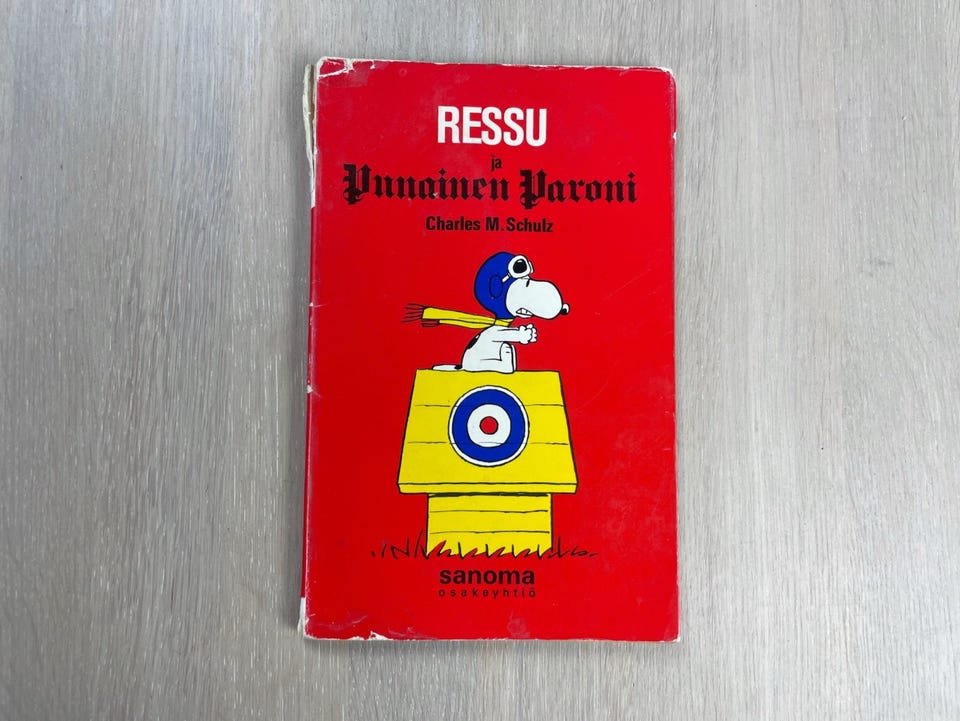 RESSU
ja
Punainen Paroni
Charles M. Schulz
sanoma
osakeyhtiö